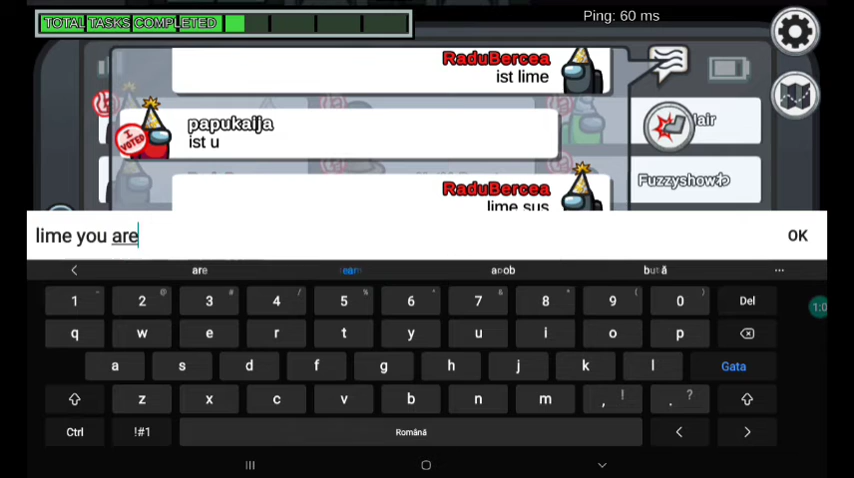 TOTAL TASKS COMPLETED
Ping: 60 ms
RaduBercea
ist lime
papukaija
ist u
I VOTED
RaduBercea
lime sus
Fuzzyshow
lime you are
OK
are
1 2 3 4 5 6 7 8 9 0 Del
q w e r t y u i o p
a s d f g h j k l Gata
z x c v b n m , ! . ?
Ctrl !#1 Română